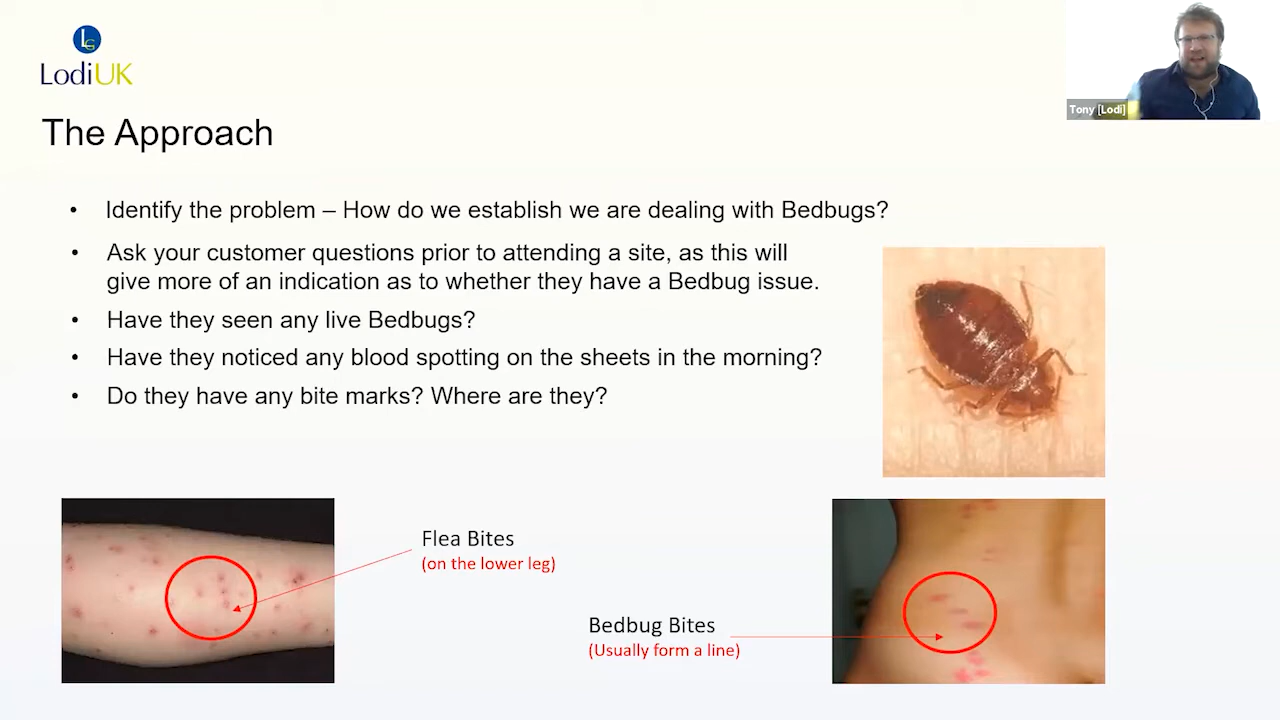 LG
LodiUK
Tony [Lodi]
The Approach
• Identify the problem – How do we establish we are dealing with Bedbugs?
• Ask your customer questions prior to attending a site, as this will
give more of an indication as to whether they have a Bedbug issue.
• Have they seen any live Bedbugs?
• Have they noticed any blood spotting on the sheets in the morning?
• Do they have any bite marks? Where are they?
Flea Bites
(on the lower leg)
Bedbug Bites
(Usually form a line)